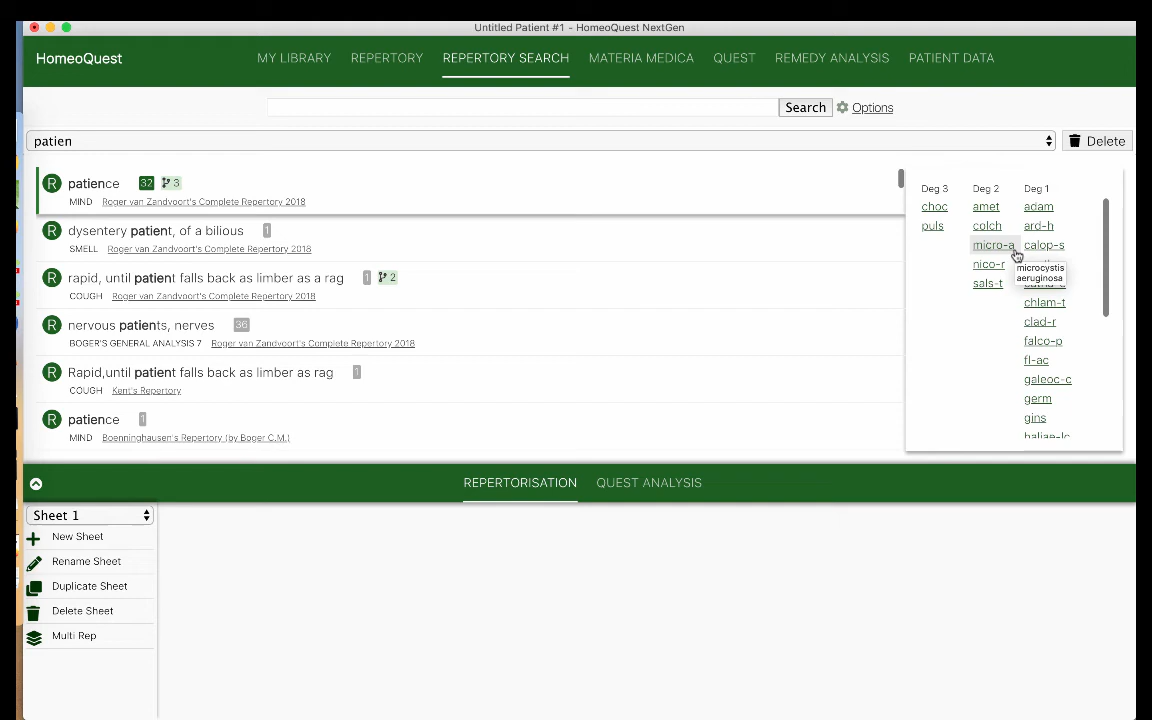 Untitled Patient #1 - HomeoQuest NextGen
HomeoQuest
MY LIBRARY REPERTORY REPERTORY SEARCH MATERIA MEDICA QUEST REMEDY ANALYSIS PATIENT DATA
Search Options
patien Delete
R patience 32 3
MIND Roger van Zandvoort's Complete Repertory 2018
R dysentery patient, of a bilious 1
SMELL Roger van Zandvoort's Complete Repertory 2018
R rapid, until patient falls back as limber as a rag 1 2
COUGH Roger van Zandvoort's Complete Repertory 2018
R nervous patients, nerves 36
BOGER'S GENERAL ANALYSIS 7 Roger van Zandvoort's Complete Repertory 2018
R Rapid,until patient falls back as limber as rag 1
COUGH Kent's Repertory
R patience 1
MIND Boenninghausen's Repertory (by Boger C.M.)
Deg 3 Deg 2 Deg 1
choc amet adam
puls colch ard-h
micro-a calop-s
nico-r
sals-t
microcystis
aeruginosa
chlam-t
clad-r
falco-p
fl-ac
galeoc-c
germ
gins
haliae-lc
REPERTORISATION QUEST ANALYSIS
Sheet 1
New Sheet
Rename Sheet
Duplicate Sheet
Delete Sheet
Multi Rep